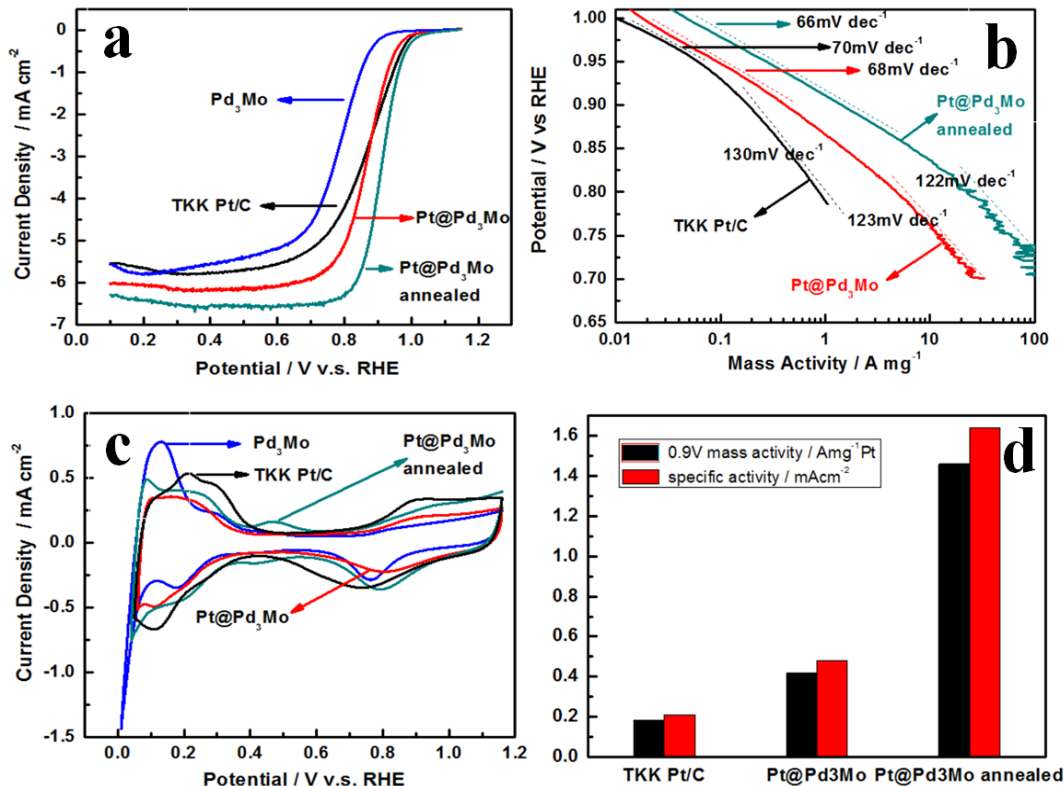 a
0
-1
-2
-3
-4
-5
-6
-7
Current Density / mA cm-2
Pd3Mo
TKK Pt/C
Pt@Pd3Mo
Pt@Pd3Mo
annealed
0.0 0.2 0.4 0.6 0.8 1.0 1.2
Potential / V v.s. RHE
b
1.00
0.95
0.90
0.85
0.80
0.75
0.70
0.65
Potential / V vs RHE
66mV dec-1
70mV dec-1
68mV dec-1
Pt@Pd3Mo
annealed
130mV dec-1
122mV dec-1
TKK Pt/C
123mV dec-1
Pt@Pd3Mo
0.01 0.1 1 10 100
Mass Activity / A mg-1
c
1.0
0.5
0.0
-0.5
-1.0
-1.5
Current Density / mA cm-2
Pd3Mo
Pt@Pd3Mo
annealed
TKK Pt/C
Pt@Pd3Mo
0.0 0.2 0.4 0.6 0.8 1.0 1.2
Potential / V v.s. RHE
d
1.6
1.4
1.2
1.0
0.8
0.6
0.4
0.2
0.0
0.9V mass activity / Amg-1Pt
specific activity / mAcm-2
TKK Pt/C Pt@Pd3Mo Pt@Pd3Mo annealed